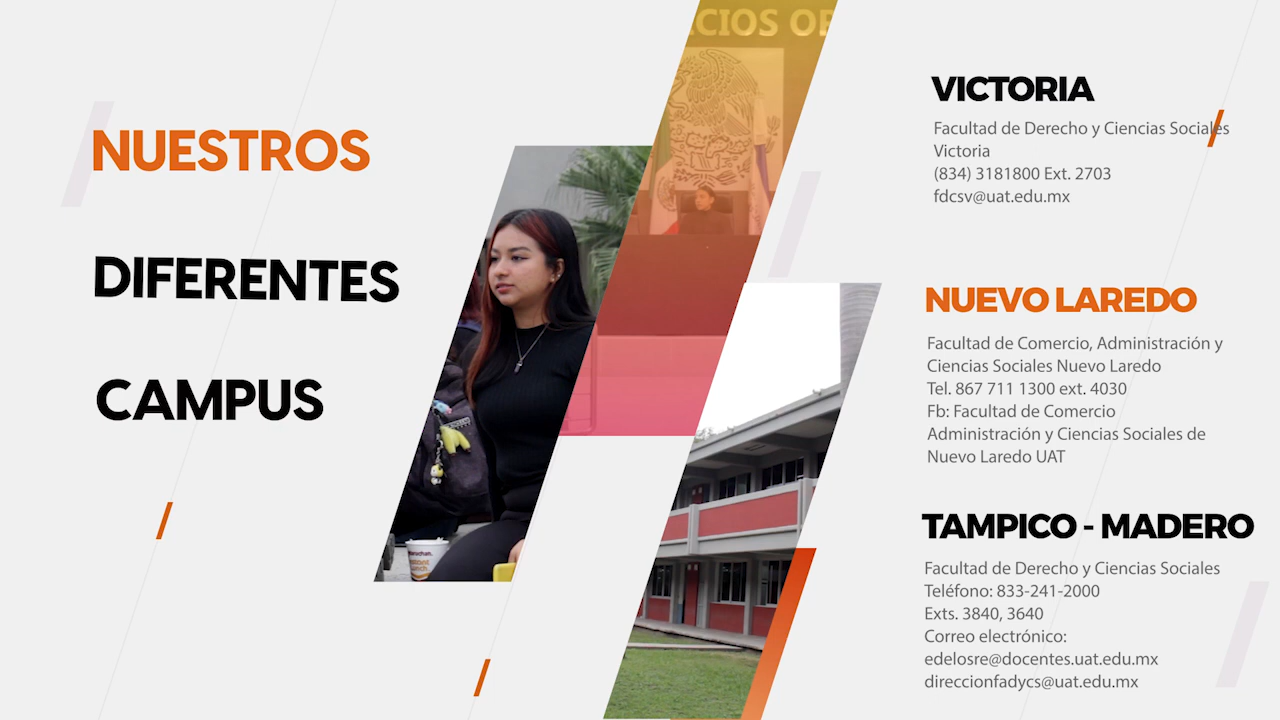 NUESTROS
DIFERENTES
CAMPUS
VICTORIA
Facultad de Derecho y Ciencias Sociales
Victoria
(834) 3181800 Ext. 2703
fdcsv@uat.edu.mx
NUEVO LAREDO
Facultad de Comercio, Administración y
Ciencias Sociales Nuevo Laredo
Tel. 867 711 1300 ext. 4030
Fb: Facultad de Comercio
Administración y Ciencias Sociales de
Nuevo Laredo UAT
TAMPICO - MADERO
Facultad de Derecho y Ciencias Sociales
Teléfono: 833-241-2000
Exts. 3840, 3640
Correo electrónico:
edelosre@docentes.uat.edu.mx
direccionfadycs@uat.edu.mx